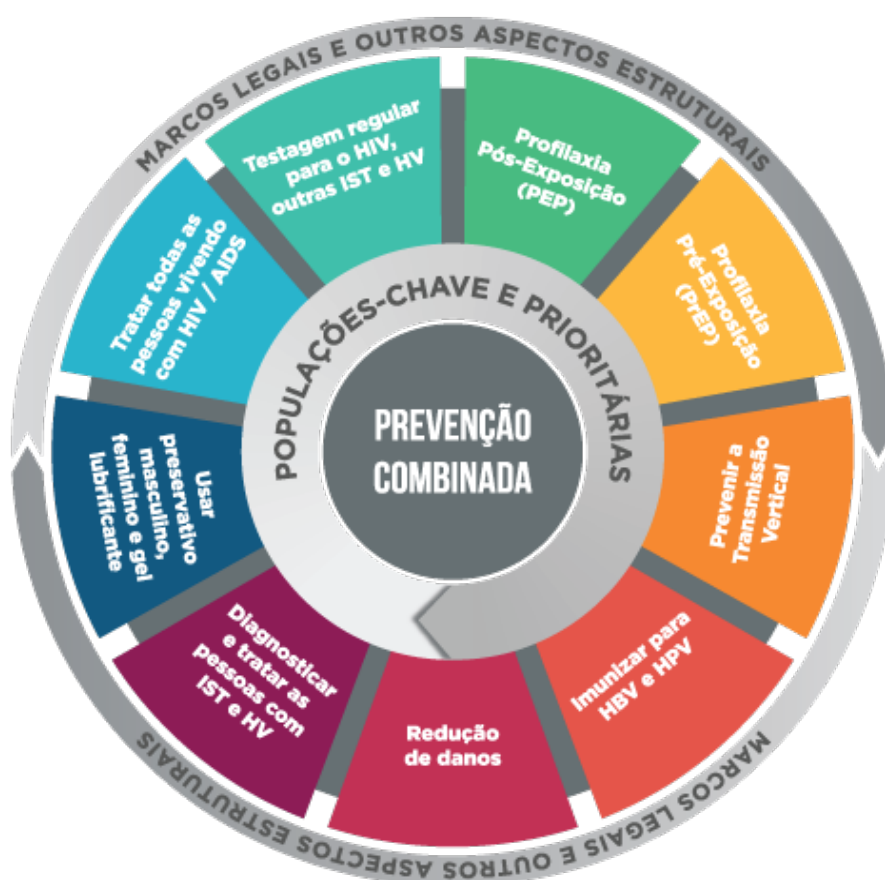 MARCOS LEGAIS E OUTROS ASPECTOS ESTRUTURAIS
Testagem regular
para o HIV,
outras IST e HV
Profilaxia
Pós-Exposição
(PEP)
Profilaxia
Pré-Exposição
(PrEP)
Prevenir a
Transmissão
Vertical
Imunizar para
HBV e HPV
Redução
de danos
Diagnosticar
e tratar as
pessoas com
IST e HV
Usar
preservativo
masculino,
feminino e gel
lubrificante
Tratar todas as
pessoas vivendo
com HIV / AIDS
POPULAÇÕES-CHAVE E PRIORITÁRIAS
PREVENÇÃO
COMBINADA
MARCOS LEGAIS E OUTROS ASPECTOS ESTRUTURAIS